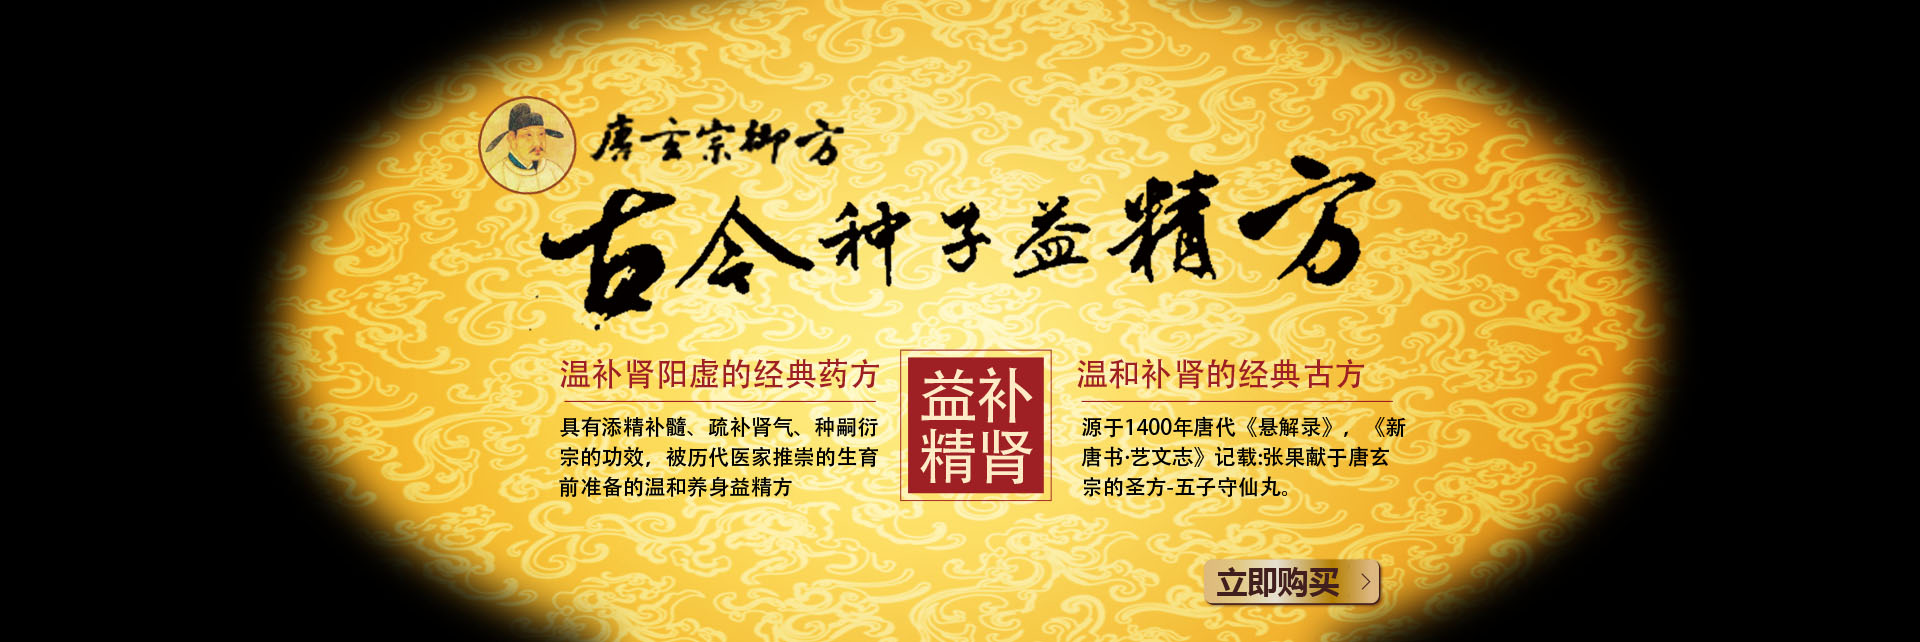 唐玄宗御方
古今种子益精方
温补肾阳虚的经典药方
具有添精补髓、疏补肾气、种嗣衍
宗的功效，被历代医家推崇的生育
前准备的温和养身益精方
补肾
益精
温和补肾的经典古方
源于1400年唐代《悬解录》，《新
唐书·艺文志》记载:张果献于唐玄
宗的圣方-五子守仙丸。
立即购买 >